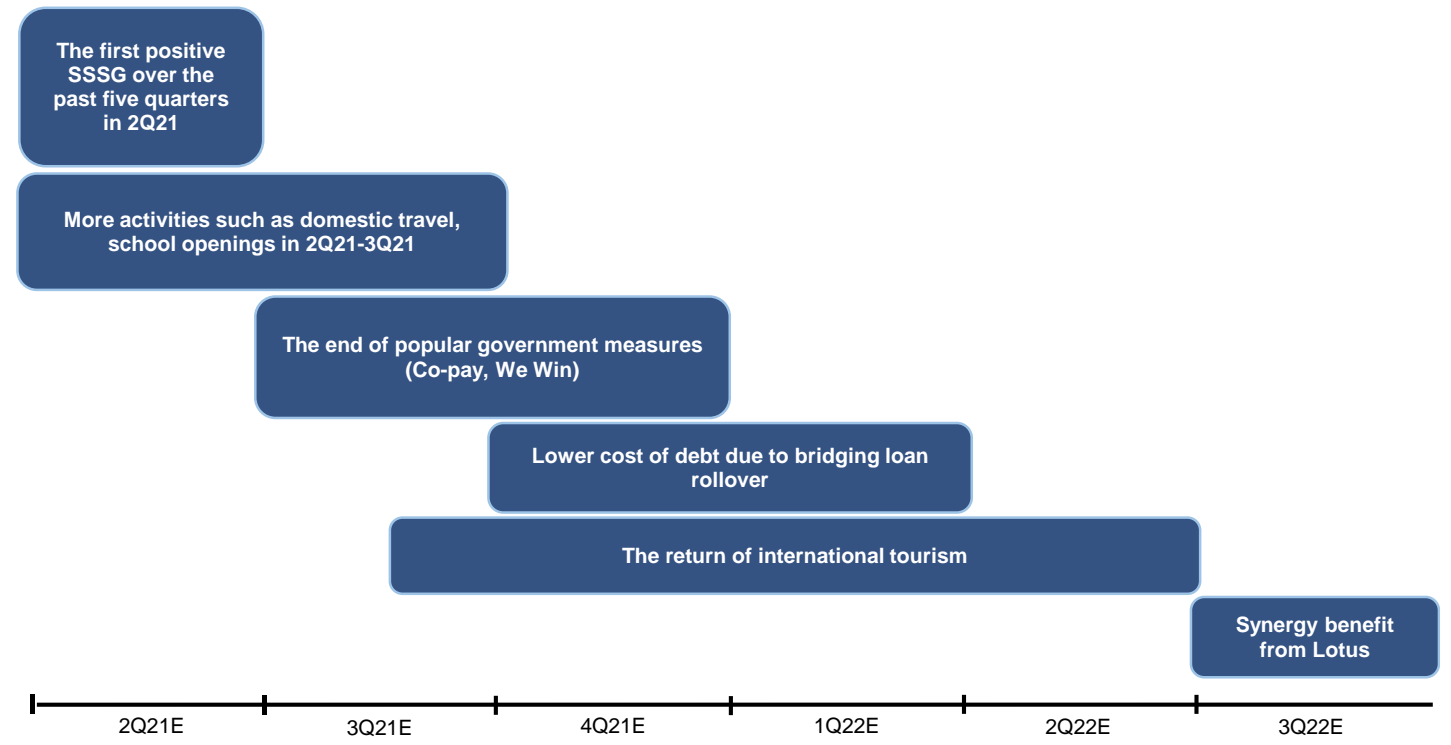 The first positive
SSSG over the
past five quarters
in 2Q21
More activities such as domestic travel,
school openings in 2Q21-3Q21
The end of popular government measures
(Co-pay, We Win)
Lower cost of debt due to bridging loan
rollover
The return of international tourism
Synergy benefit
from Lotus
2Q21E
3Q21E
4Q21E
1Q22E
2Q22E
3Q22E